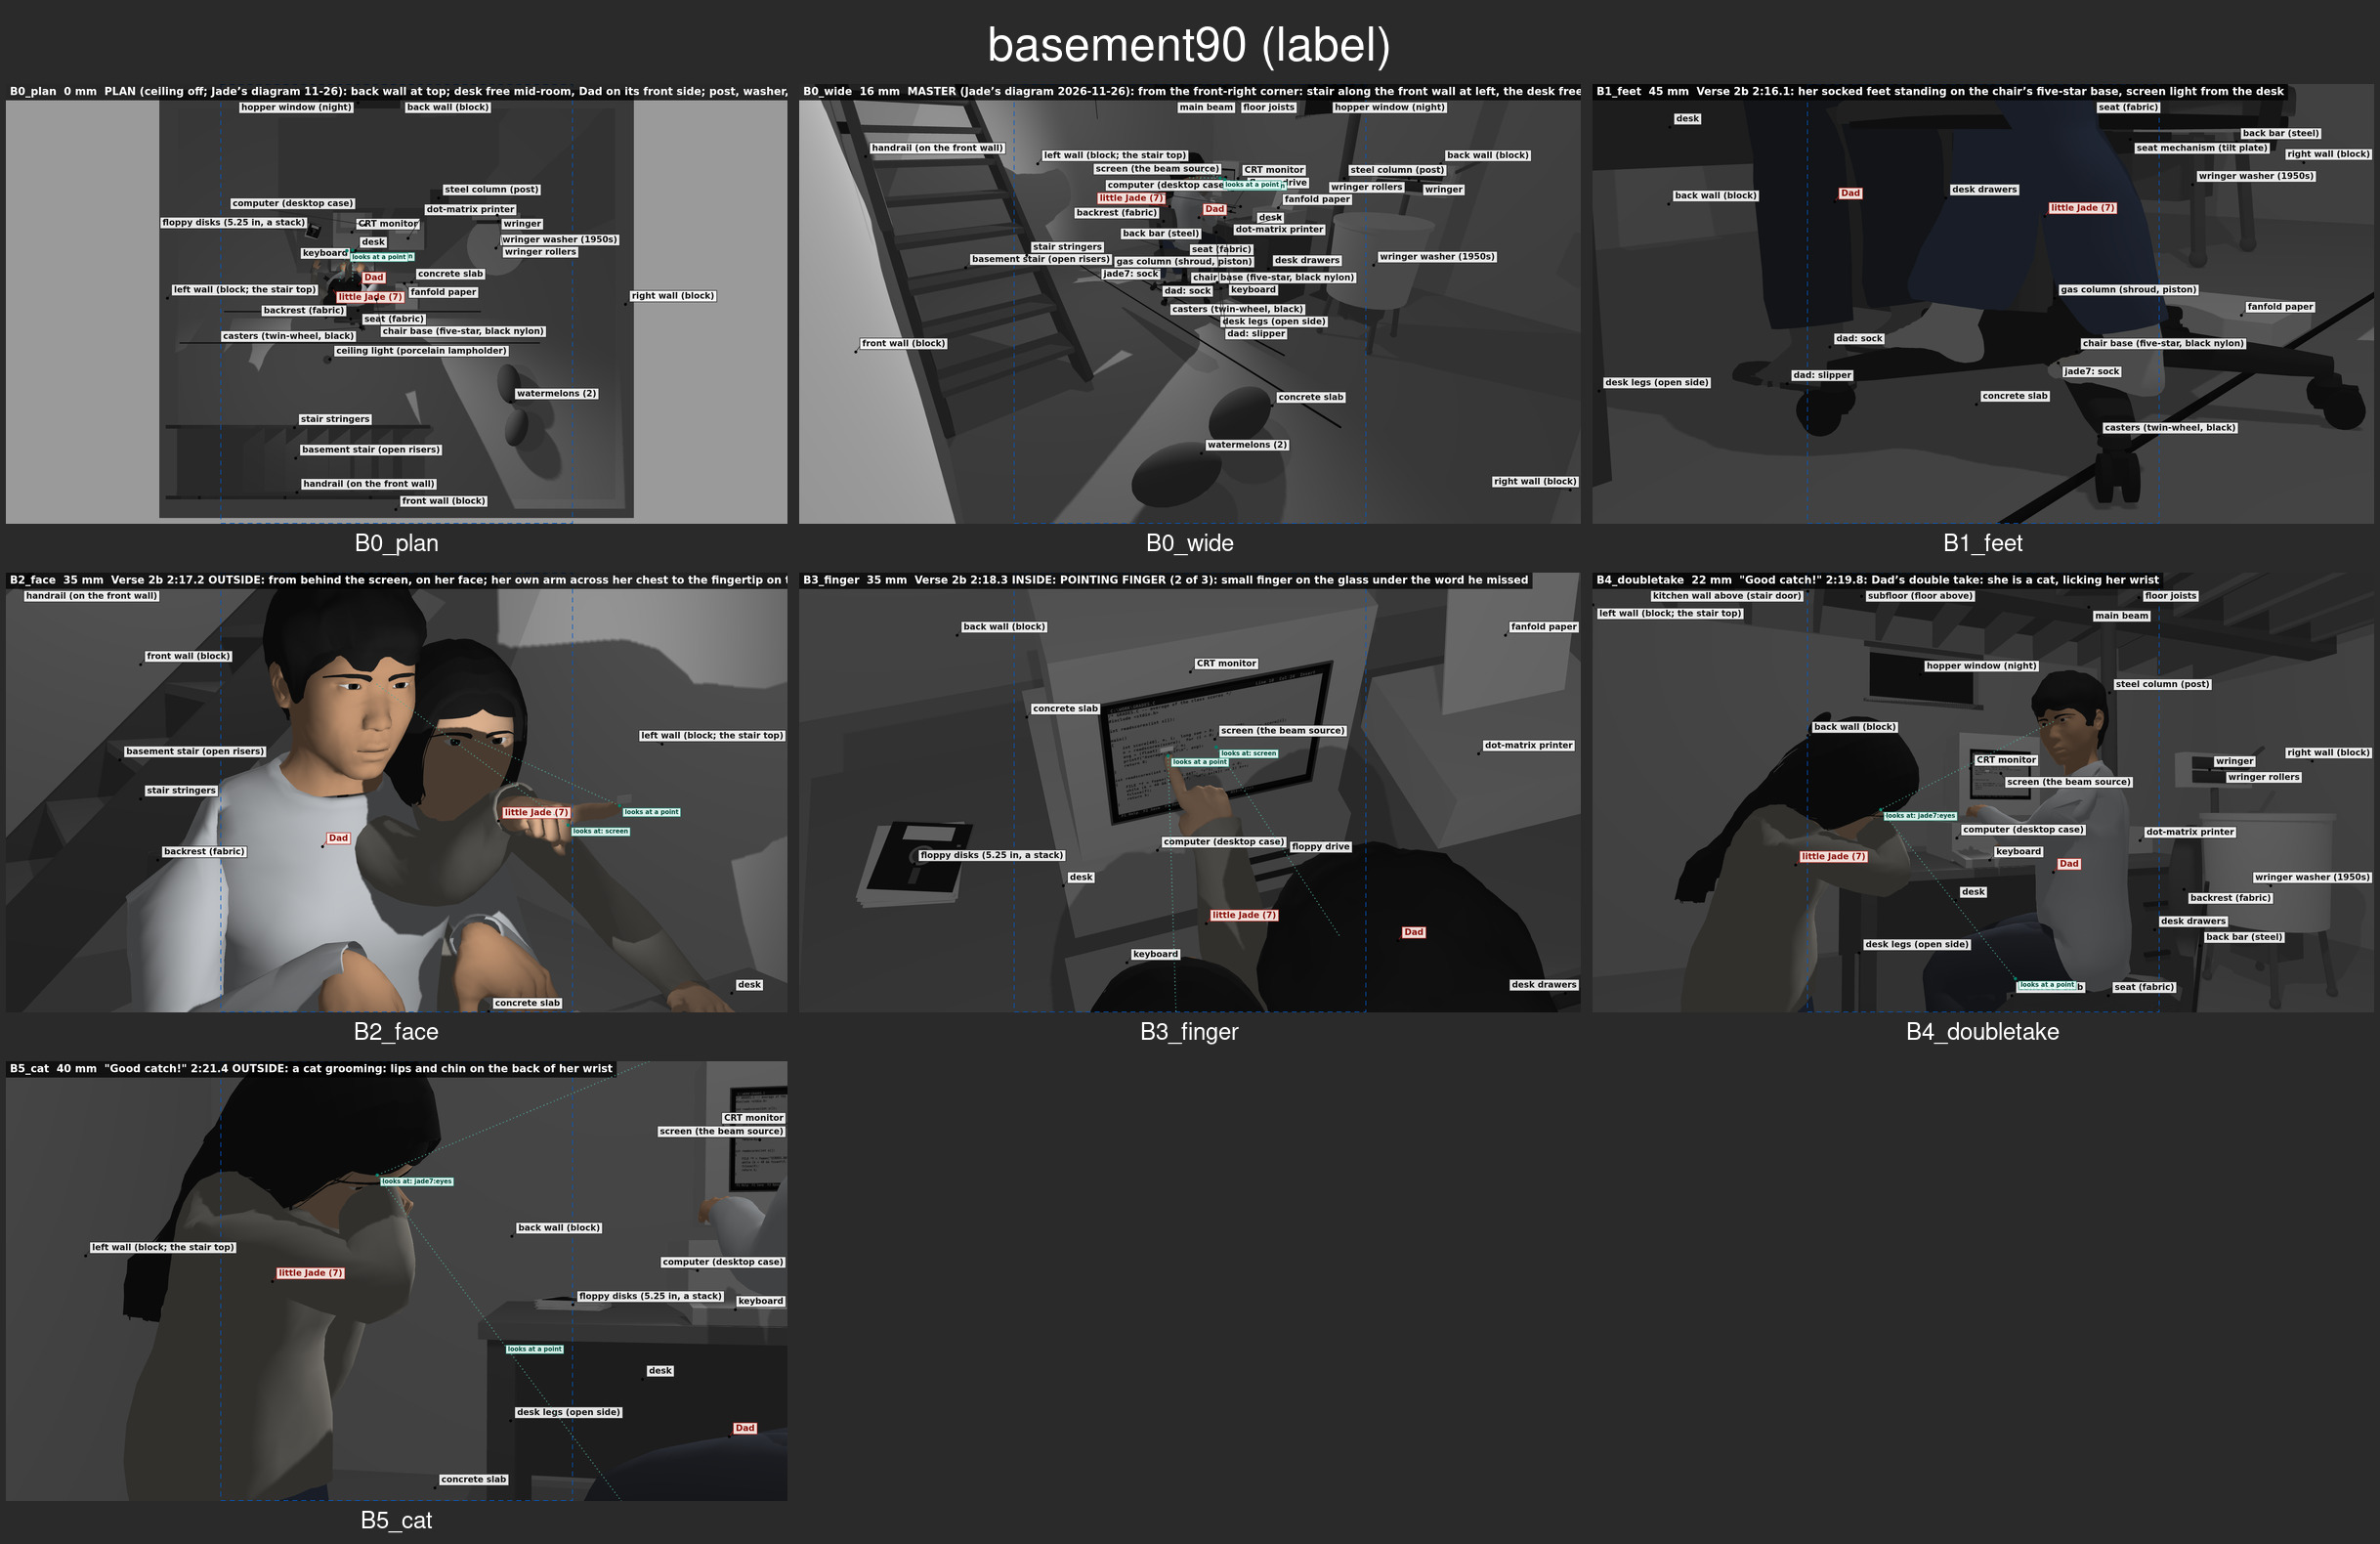 basement90 (label)
B0_plan 0 mm PLAN (ceiling off; Jade's diagram 11-26): back wall at top; desk free mid-room, Dad on its front side; post, washer,
hopper window (night)
back wall (block)
steel column (post)
computer (desktop case)
dot-matrix printer
floppy disks (5.25 in, a stack)
CRT monitor
wringer
desk
wringer washer (1950s)
keyboard
looks at a point
wringer rollers
Dad
concrete slab
left wall (block; the stair top)
little Jade (7)
fanfold paper
right wall (block)
backrest (fabric)
seat (fabric)
chair base (five-star, black nylon)
casters (twin-wheel, black)
ceiling light (porcelain lampholder)
watermelons (2)
stair stringers
basement stair (open risers)
handrail (on the front wall)
front wall (block)
B0_plan
B0_wide 16 mm MASTER (Jade's diagram 2026-11-26): from the front-right corner: stair along the front wall at left, the desk free
main beam
floor joists
hopper window (night)
handrail (on the front wall)
left wall (block; the stair top)
back wall (block)
screen (the beam source)
CRT monitor
steel column (post)
computer (desktop case
looks at a point
drive
wringer rollers
wringer
little Jade (7)
fanfold paper
backrest (fabric)
Dad
desk
dot-matrix printer
back bar (steel)
stair stringers
seat (fabric)
basement stair (open risers)
gas column (shroud, piston)
desk drawers
wringer washer (1950s)
jade7: sock
chair base (five-star, black nylon)
dad: sock
keyboard
casters (twin-wheel, black)
desk legs (open side)
dad: slipper
front wall (block)
concrete slab
watermelons (2)
right wall (block)
B0_wide
B1_feet 45 mm Verse 2b 2:16.1: her socked feet standing on the chair's five-star base, screen light from the desk
seat (fabric)
desk
back bar (steel)
seat mechanism (tilt plate)
right wall (block)
wringer washer (1950s)
back wall (block)
Dad
desk drawers
little Jade (7)
gas column (shroud, piston)
fanfold paper
dad: sock
chair base (five-star, black nylon)
dad: slipper
jade7: sock
desk legs (open side)
concrete slab
casters (twin-wheel, black)
B1_feet
B2_face 35 mm Verse 2b 2:17.2 OUTSIDE: from behind the screen, on her face; her own arm across her chest to the fingertip on t
handrail (on the front wall)
front wall (block)
left wall (block; the stair top)
basement stair (open risers)
stair stringers
little Jade (7)
looks at a point
looks at: screen
Dad
backrest (fabric)
desk
concrete slab
B2_face
B3_finger 35 mm Verse 2b 2:18.3 INSIDE: POINTING FINGER (2 of 3): small finger on the glass under the word he missed
back wall (block)
fanfold paper
CRT monitor
concrete slab
screen (the beam source)
looks at: screen
looks at a point
dot-matrix printer
computer (desktop case)
floppy drive
floppy disks (5.25 in, a stack)
desk
little Jade (7)
Dad
keyboard
desk drawers
B3_finger
B4_doubletake 22 mm "Good catch!" 2:19.8: Dad's double take: she is a cat, licking her wrist
kitchen wall above (stair door)
subfloor (floor above)
floor joists
left wall (block; the stair top)
main beam
hopper window (night)
steel column (post)
back wall (block)
right wall (block)
CRT monitor
wringer
screen (the beam source)
wringer rollers
looks at: jade7:eyes
computer (desktop case)
dot-matrix printer
keyboard
little Jade (7)
Dad
wringer washer (1950s)
desk
backrest (fabric)
desk drawers
back bar (steel)
desk legs (open side)
looks at a point
b
seat (fabric)
B4_doubletake
B5_cat 40 mm "Good catch!" 2:21.4 OUTSIDE: a cat grooming: lips and chin on the back of her wrist
CRT monitor
screen (the beam source)
looks at: jade7:eyes
back wall (block)
left wall (block; the stair top)
computer (desktop case)
little Jade (7)
floppy disks (5.25 in, a stack)
keyboard
looks at a point
desk
desk legs (open side)
Dad
concrete slab
B5_cat